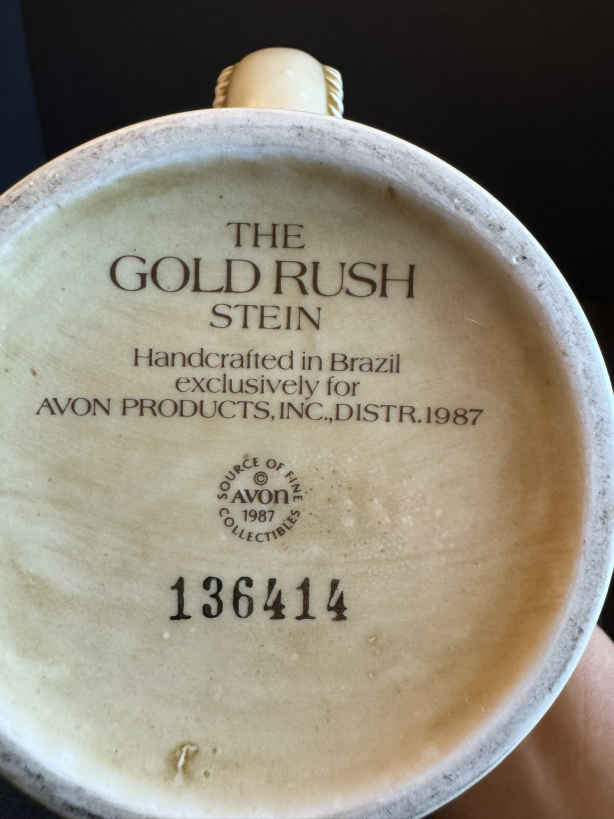 THE
GOLD RUSH
STEIN
Handcrafted in Brazil
exclusively for
AVON PRODUCTS, INC., DISTR. 1987
SOURCE OF FINE
©
AVON
1987
COLLECTIBLES
136414